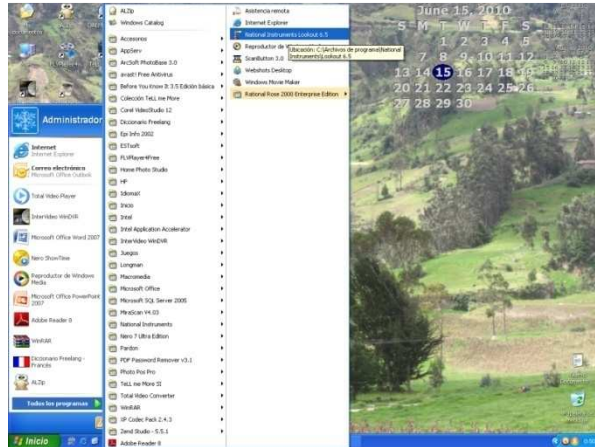 June 15, 2010
S M T W T F S
1 2 3 4 5
7 8 9 10 11 12
13 14 15 16 17 18 19
20 21 22 23 24 25 26
27 28 29 30
Administrador
Internet
Internet Explorer
Correo electrónico
Microsoft Office Outlook
Total Video Player
InterVideo WinDVR
Microsoft Office Word 2007
Nero ShowTime
Reproductor de Windows
Media
Microsoft Office PowerPoint
2007
Adobe Reader 8
WinRAR
Diccionario Freelang -
Francés
ALZip
Todos los programas
Inicio
ALZip
Windows Catalog
Accesorios
AppServ
ArcSoft PhotoBase 3.0
avast! Free Antivirus
Before You Know It 3.5 Edición básica
Colección TeLL me More
Corel VideoStudio 12
Diccionario Freelang
Epi Info 2002
ESTsoft
FLVPlayer4Free
Home Photo Studio
HP
IdiomaX
Inicio
Intel
Intel Application Accelerator
InterVideo WinDVR
Juegos
Longman
Macromedia
Microsoft Office
Microsoft SQL Server 2005
MiraScan V4.03
National Instruments
Nero 7 Ultra Edition
Pardon
PDF Password Remover v3.1
Photo Pos Pro
TeLL me More SI
Total Video Converter
WinRAR
XP Codec Pack 2.4.3
Zend Studio - 5.5.1
Adobe Reader 8
Asistencia remota
Internet Explorer
National Instruments Lookout 6.5
Reproductor de
Ubicación: C:\Archivos de programa\National
Instruments\Lookout 6.5
ScanButton 3.0
Webshots Desktop
Windows Movie Maker
Rational Rose 2000 Enterprise Edition